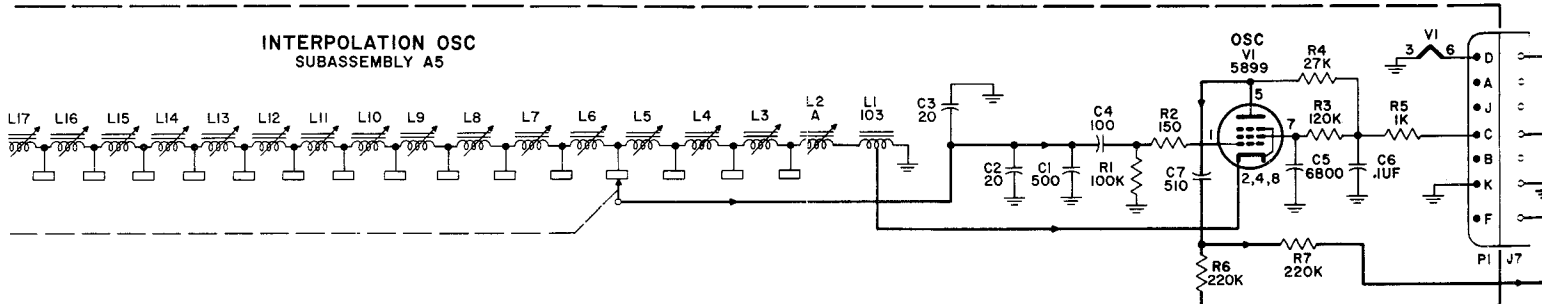 INTERPOLATION OSC
SUBASSEMBLY A5
L17
L16
L15
L14
L13
L12
L11
L10
L9
L8
L7
L6
L5
L4
L3
L2
A
L1
103
C3
20
C2
20
C1
500
C4
100
R1
100K
R2
150
OSC
V1
5899
5
1
7
2,4,8
C7
510
R4
27K
R3
120K
R5
1K
C5
6800
C6
.1UF
R6
220K
R7
220K
V1
3
6
D
A
J
C
B
K
F
P1
J7